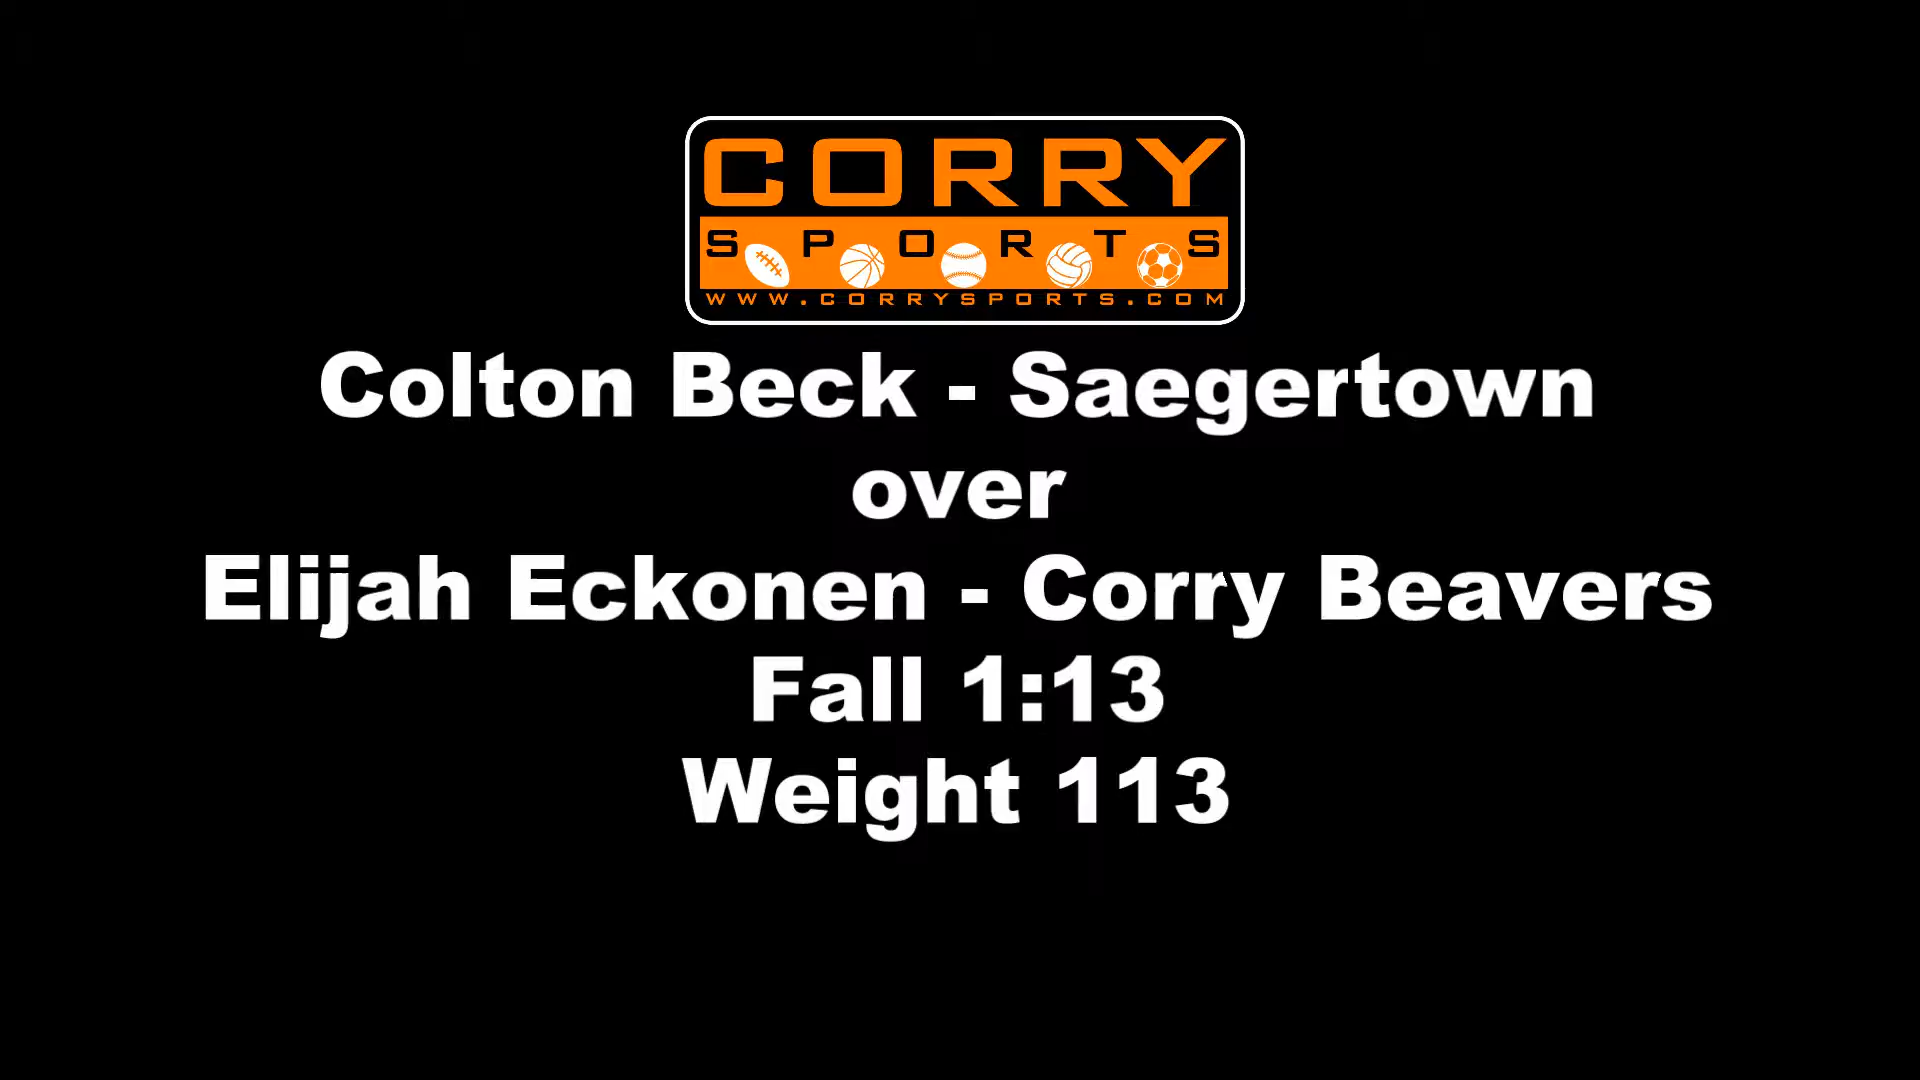 CORRY
SPORTS
WWW.CORRYSPORTS.COM
Colton Beck - Saegertown
over
Elijah Eckonen - Corry Beavers
Fall 1:13
Weight 113